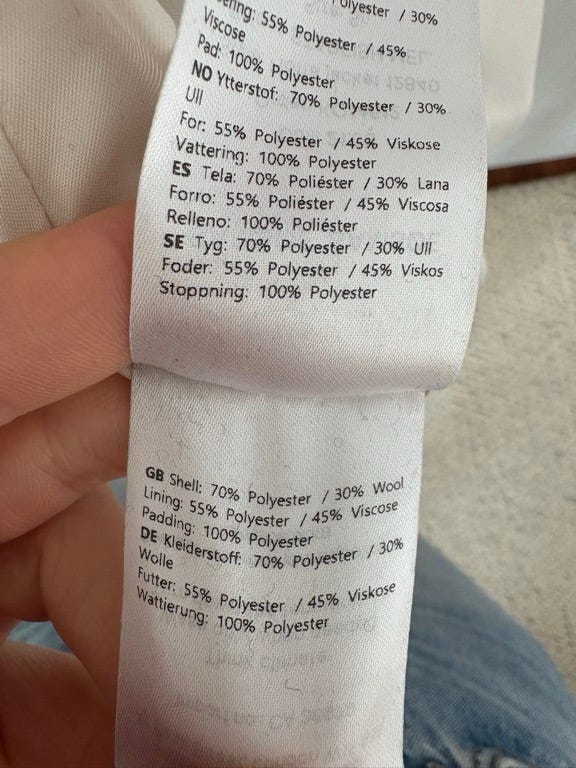 55% Polyester / 30%
Viscose / 45%
Pad: 100% Polyester
NO Ytterstof: 70% Polyester / 30%
Ull
For: 55% Polyester / 45% Viskose
Vattering: 100% Polyester
ES Tela: 70% Poliéster / 30% Lana
Forro: 55% Poliéster / 45% Viscosa
Relleno: 100% Poliéster
SE Tyg: 70% Polyester / 30% Ull
Foder: 55% Polyester / 45% Viskos
Stoppning: 100% Polyester
GB Shell: 70% Polyester / 30% Wool
Lining: 55% Polyester / 45% Viscose
Padding: 100% Polyester
DE Kleiderstoff: 70% Polyester / 30%
Wolle
Futter: 55% Polyester / 45% Viskose
Wattierung: 100% Polyester